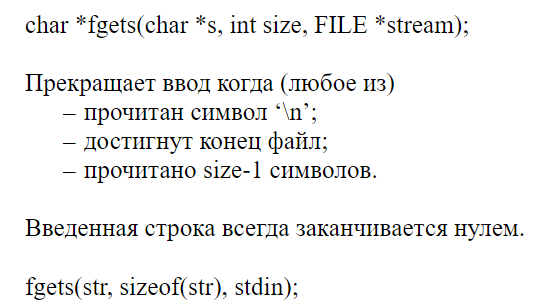 char *fgets(char *s, int size, FILE *stream);
Прекращает ввод когда (любое из)
– прочитан символ ‘\n’;
– достигнут конец файл;
– прочитано size-1 символов.
Введенная строка всегда заканчивается нулем.
fgets(str, sizeof(str), stdin);